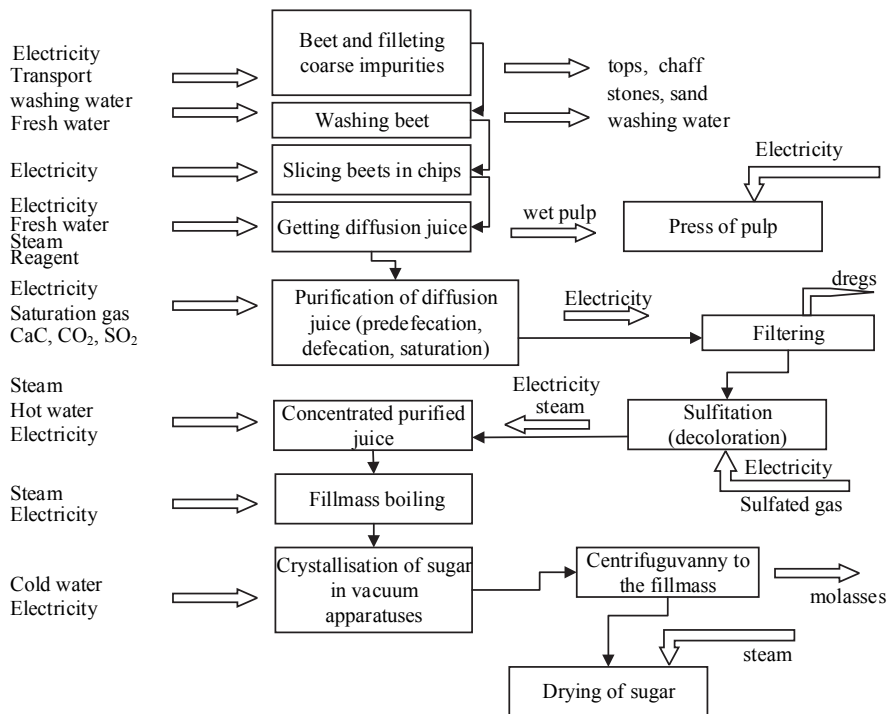 Electricity
Transport
washing water
Fresh water
Beet and filleting
coarse impurities
tops, chaff
stones, sand
washing water
Washing beet
Electricity
Slicing beets in chips
Electricity
Electricity
Fresh water
Steam
Reagent
Getting diffusion juice
wet pulp
Press of pulp
Electricity
Saturation gas
CaC, CO₂, SO₂
Purification of diffusion
juice (predefecation,
defecation, saturation)
Electricity
dregs
Filtering
Steam
Hot water
Electricity
Concentrated purified
juice
Electricity
steam
Sulfitation
(decoloration)
Electricity
Sulfated gas
Steam
Electricity
Fillmass boiling
Cold water
Electricity
Crystallisation of sugar
in vacuum
apparatuses
Centrifuguvanny to
the fillmass
molasses
steam
Drying of sugar